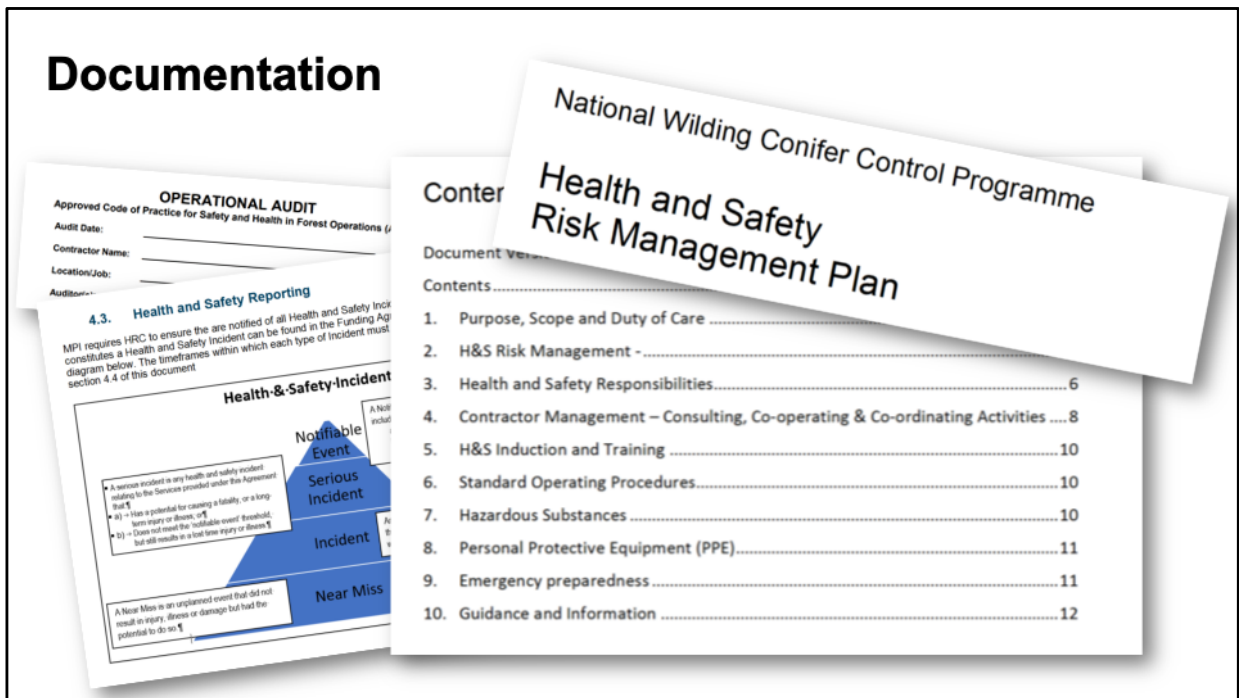 Documentation
National Wilding Conifer Control Programme
Health and Safety
Risk Management Plan
OPERATIONAL AUDIT
Approved Code of Practice for Safety and Health in Forest Operations
Audit Date:
Contractor Name:
Location/Job:
4.3. Health and Safety Reporting
MPI requires HRC to ensure the are notified of all Health and Safety
constitutes a Health and Safety Incident can be found in the Funding
diagram below. The timeframes within which each type of Incident must
section 4.4 of this document
Health·&·Safety·Incident
Notifiable
Event
Serious
Incident
Incident
Near Miss
A serious incident is any health and safety incident
relating to the Services provided under this Agreement
that:¶
a) → Has a potential for causing a fatality, or a long-
term injury or illness; or¶
b) → Does not meet the 'notifiable event' threshold,
but still results in a lost time injury or illness.¶
A Near Miss is an unplanned event that did not
result in injury, illness or damage but had the
potential to do so.¶
Contents
1. Purpose, Scope and Duty of Care
2. H&S Risk Management -
3. Health and Safety Responsibilities 6
4. Contractor Management – Consulting, Co-operating & Co-ordinating Activities 8
5. H&S Induction and Training 10
6. Standard Operating Procedures 10
7. Hazardous Substances 10
8. Personal Protective Equipment (PPE) 11
9. Emergency preparedness 11
10. Guidance and Information 12